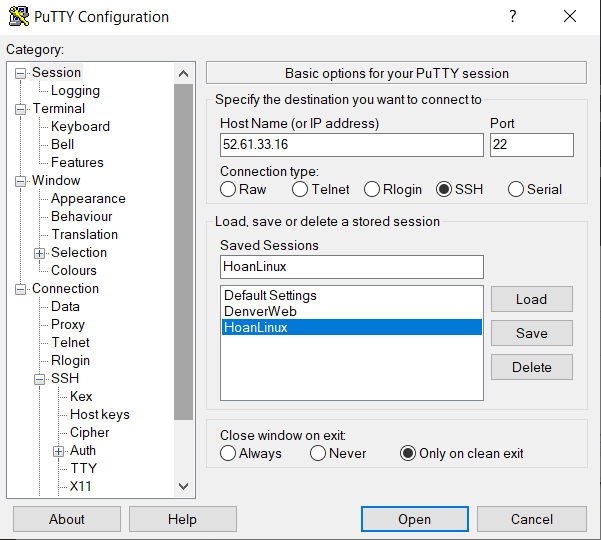 PuTTY Configuration
?
Category:
Session
Logging
Terminal
Keyboard
Bell
Features
Window
Appearance
Behaviour
Translation
Selection
Colours
Connection
Data
Proxy
Telnet
Rlogin
SSH
Kex
Host keys
Cipher
Auth
TTY
X11
Basic options for your PuTTY session
Specify the destination you want to connect to
Host Name (or IP address) Port
52.61.33.16 22
Connection type:
Raw Telnet Rlogin SSH Serial
Load, save or delete a stored session
Saved Sessions
HoanLinux
Default Settings
DenverWeb
HoanLinux
Load
Save
Delete
Close window on exit:
Always Never Only on clean exit
About Help Open Cancel